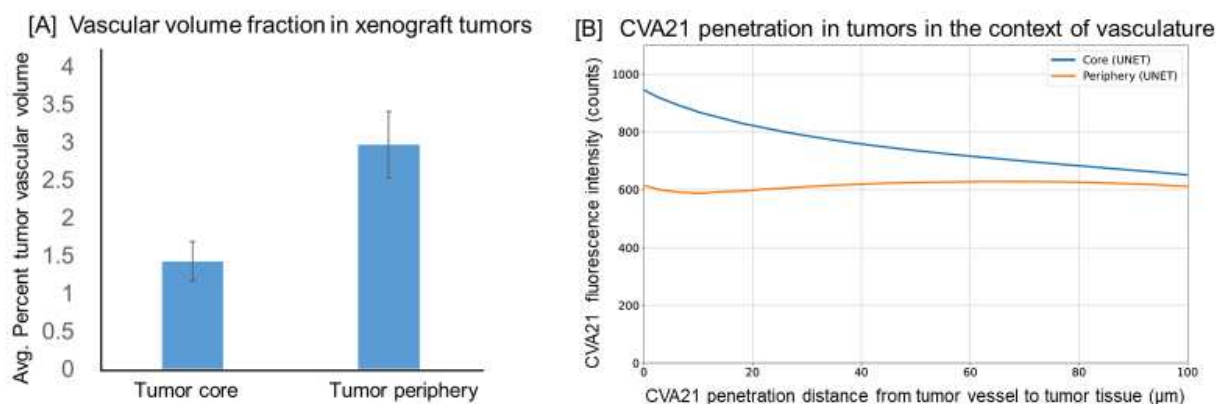 [A] Vascular volume fraction in xenograft tumors
Avg. Percent tumor vascular volume
4
3.5
3
2.5
2
1.5
1
0.5
0
Tumor core
Tumor periphery
[B] CVA21 penetration in tumors in the context of vasculature
CVA21 fluorescence intensity (counts)
1000
800
600
400
200
0
Core (UNET)
Periphery (UNET)
0
20
40
60
80
100
CVA21 penetration distance from tumor vessel to tumor tissue (µm)